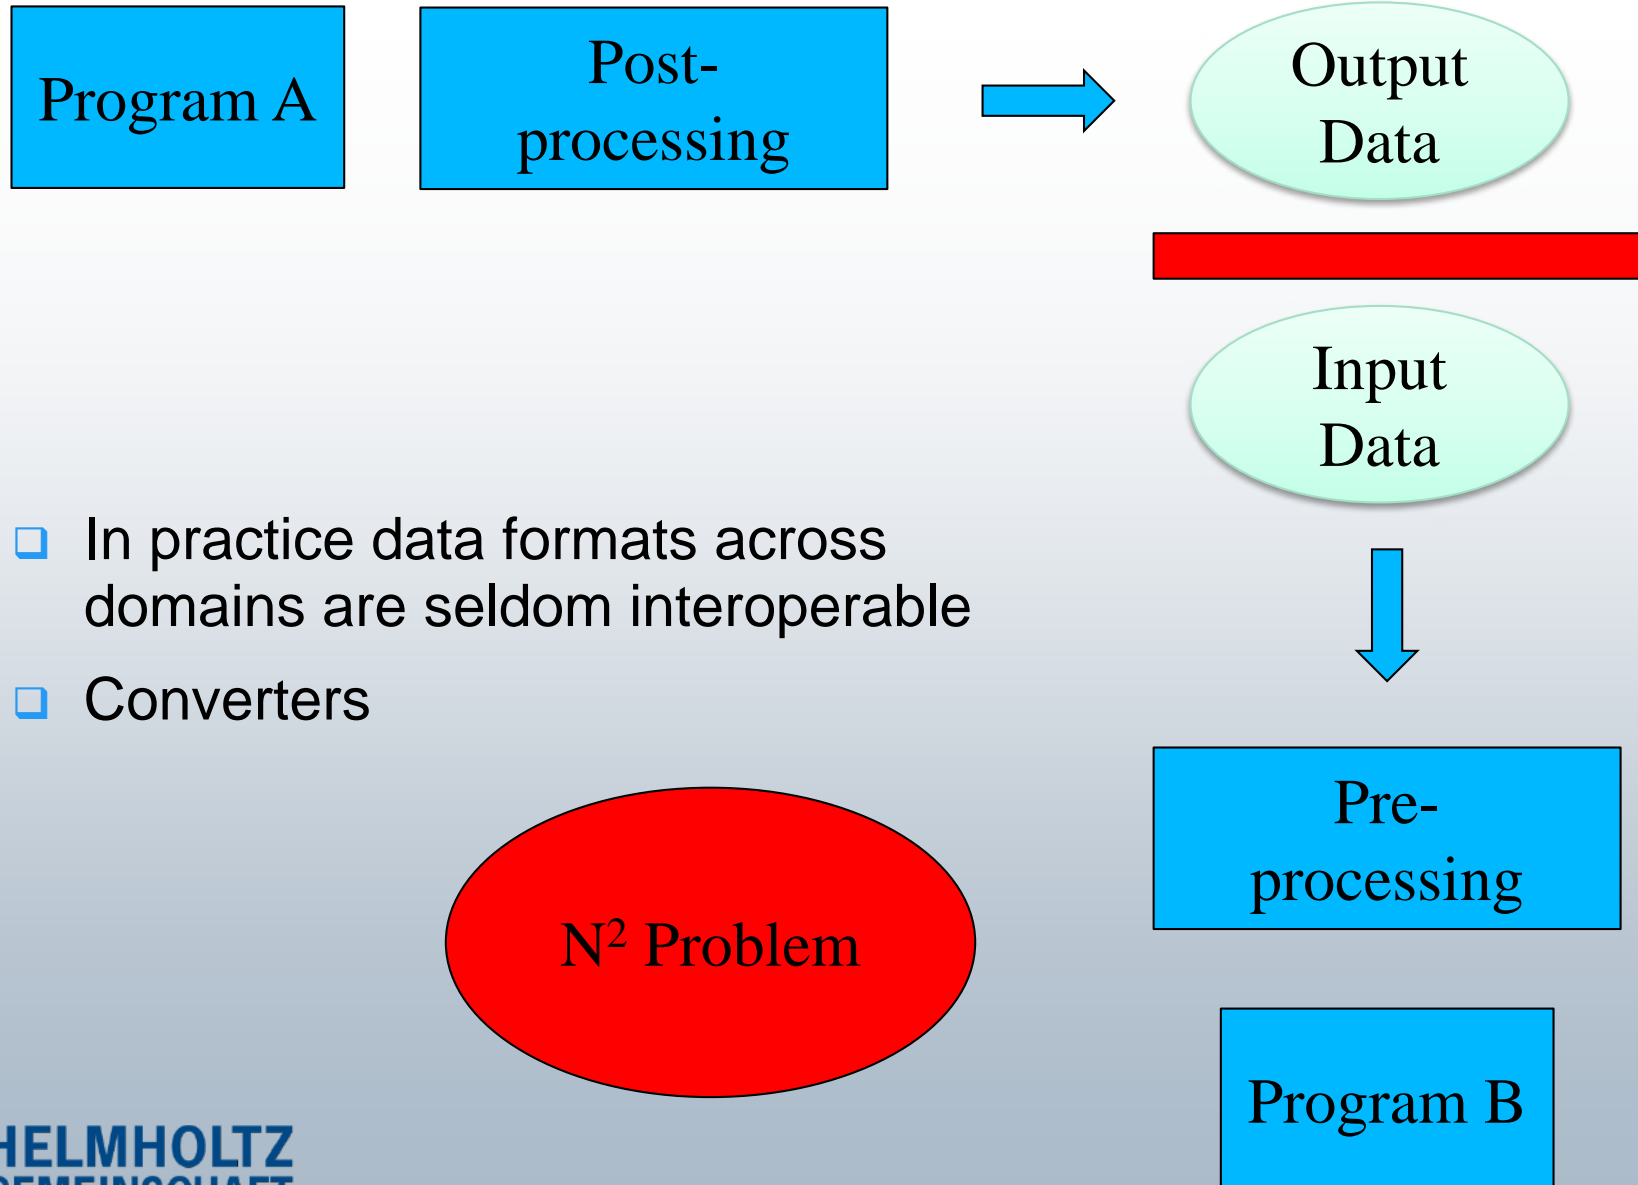 Program A
Post-
processing
Output
Data
Input
Data
In practice data formats across
domains are seldom interoperable
Converters
Pre-
processing
N² Problem
Program B
HELMHOLTZ
GEMEINSCHAFT